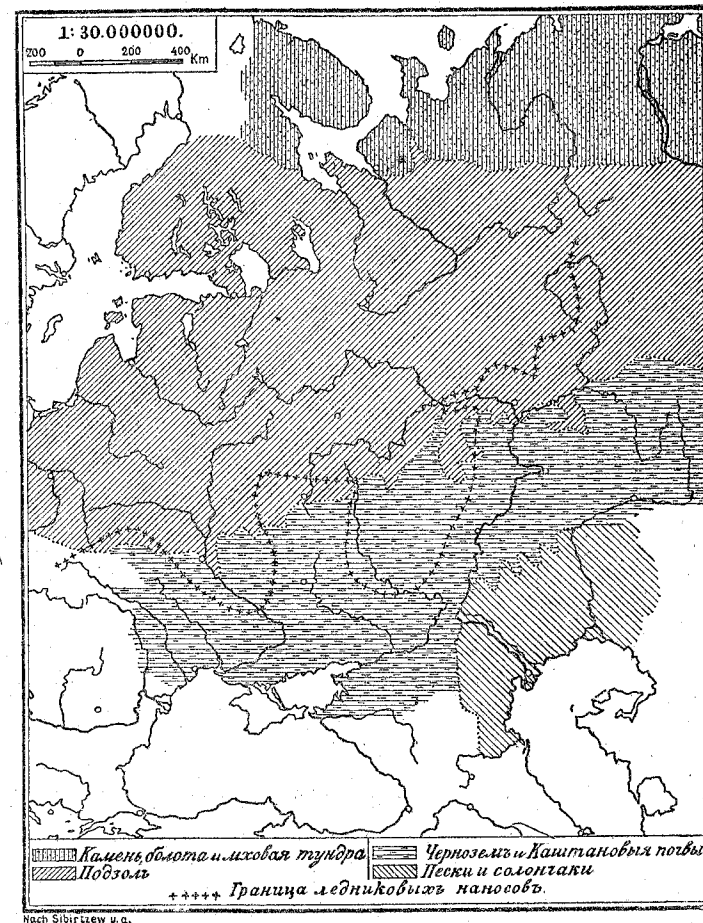 1:30.000000.
200 0 200 400 Km
Камень, болота и мховая тундра
Подзолъ
Черноземъ и Каштановыя почвы
Пески и солончаки
+++++ Граница ледниковыхъ наносовъ.
Nach Sibirtzew u.a.